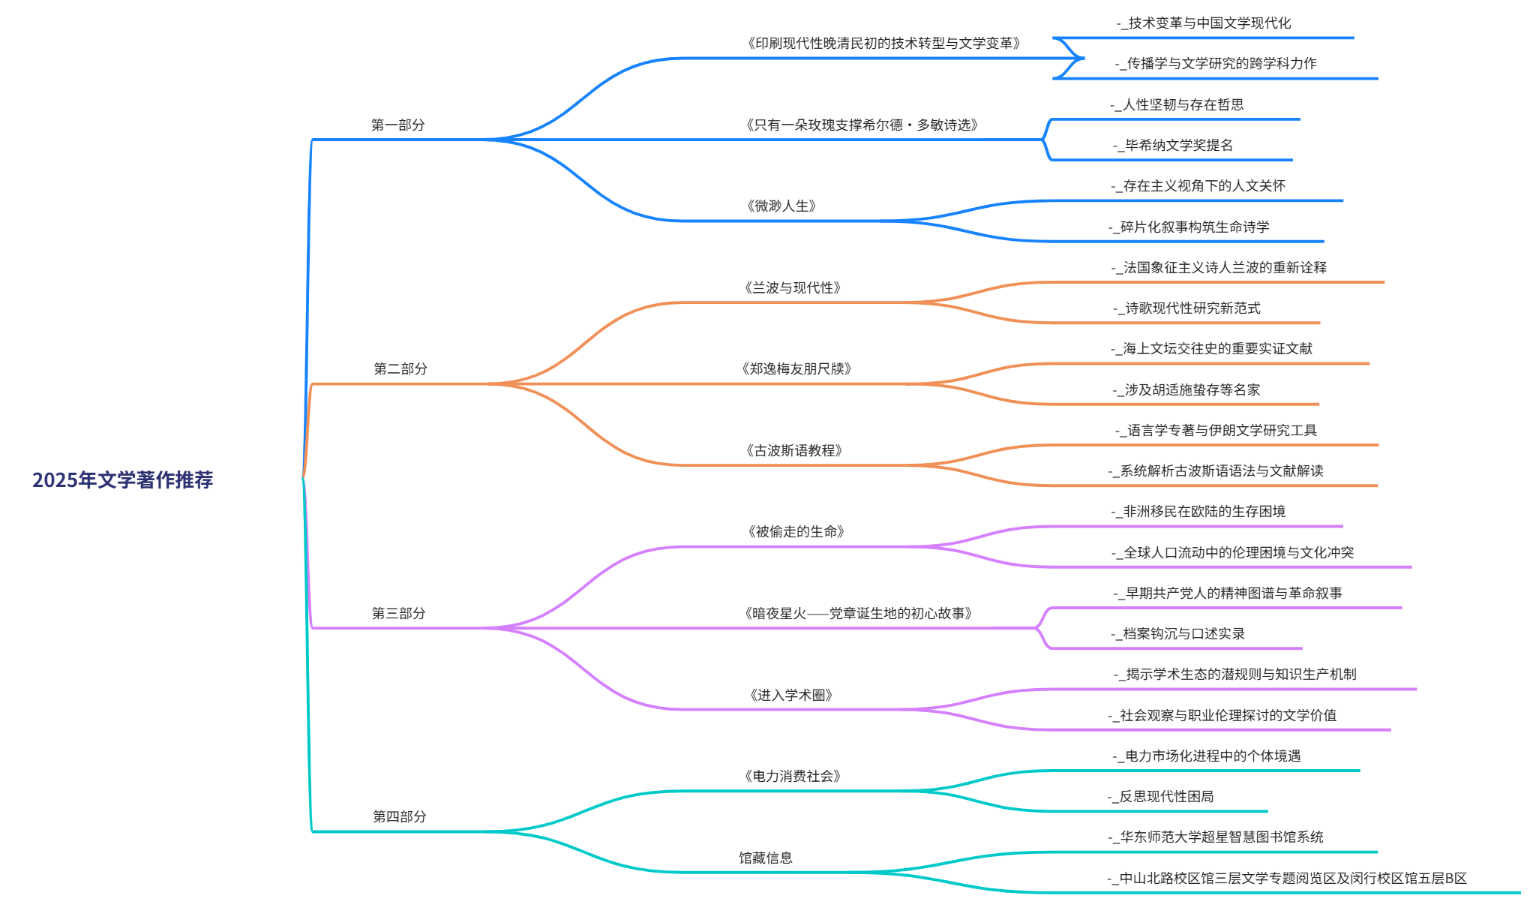 2025年文学著作推荐
第一部分
《印刷现代性晚清民初的技术转型与文学变革》
-_技术变革与中国文学现代化
-_传播学与文学研究的跨学科力作
《只有一朵玫瑰支撑希尔德·多敏诗选》
-_人性坚韧与存在哲思
-_毕希纳文学奖提名
《微渺人生》
-_存在主义视角下的人文关怀
-_碎片化叙事构筑生命诗学
第二部分
《兰波与现代性》
-_法国象征主义诗人兰波的重新诠释
-_诗歌现代性研究新范式
《郑逸梅友朋尺牍》
-_海上文坛交往史的重要实证文献
-_涉及胡适施蛰存等名家
《古波斯语教程》
-_语言学专著与伊朗文学研究工具
-_系统解析古波斯语语法与文献解读
第三部分
《被偷走的生命》
-_非洲移民在欧陆的生存困境
-_全球人口流动中的伦理困境与文化冲突
《暗夜星火——党章诞生地的初心故事》
-_早期共产党人的精神图谱与革命叙事
-_档案钩沉与口述实录
《进入学术圈》
-_揭示学术生态的潜规则与知识生产机制
-_社会观察与职业伦理探讨的文学价值
第四部分
《电力消费社会》
-_电力市场化进程中的个体境遇
-_反思现代性困局
馆藏信息
-_华东师范大学超星智慧图书馆系统
-_中山北路校区馆三层文学专题阅览区及闵行校区馆五层B区